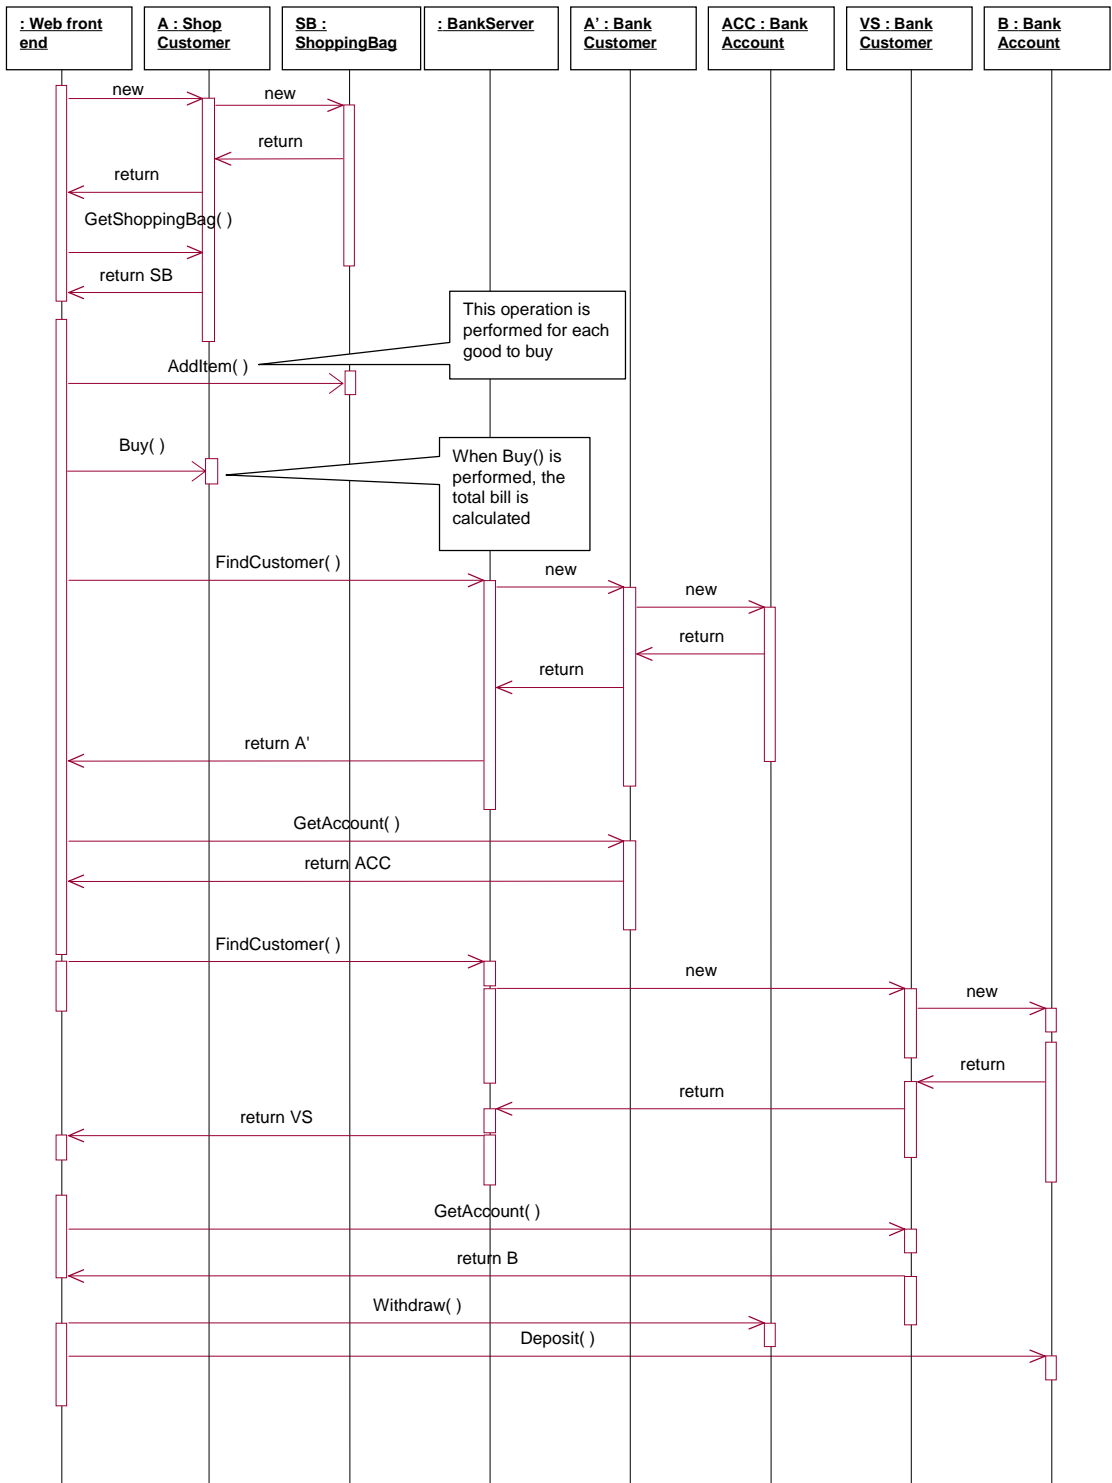 : Web front
end
A : Shop
Customer
SB :
ShoppingBag
: BankServer
A' : Bank
Customer
ACC : Bank
Account
VS : Bank
Customer
B : Bank
Account
new
new
return
return
GetShoppingBag( )
return SB
This operation is
performed for each
good to buy
AddItem( )
Buy( )
When Buy() is
performed, the
total bill is
calculated
FindCustomer( )
new
new
return
return
return A'
GetAccount( )
return ACC
FindCustomer( )
new
new
return
return
return VS
GetAccount( )
return B
Withdraw( )
Deposit( )